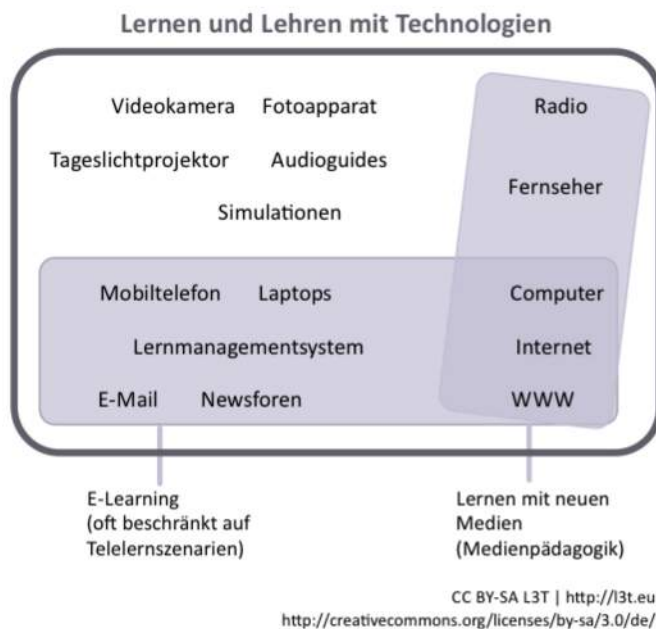 Lernen und Lehren mit Technologien
Videokamera Fotoapparat Radio
Tageslichtprojektor Audioguides
Fernseher
Simulationen
Mobiltelefon Laptops Computer
Lernmanagementsystem Internet
E-Mail Newsforen WWW
E-Learning
(oft beschränkt auf
Telelernszenarien)
Lernen mit neuen
Medien
(Medienpädagogik)
CC BY-SA L3T | http://l3t.eu
http://creativecommons.org/licenses/by-sa/3.0/de/